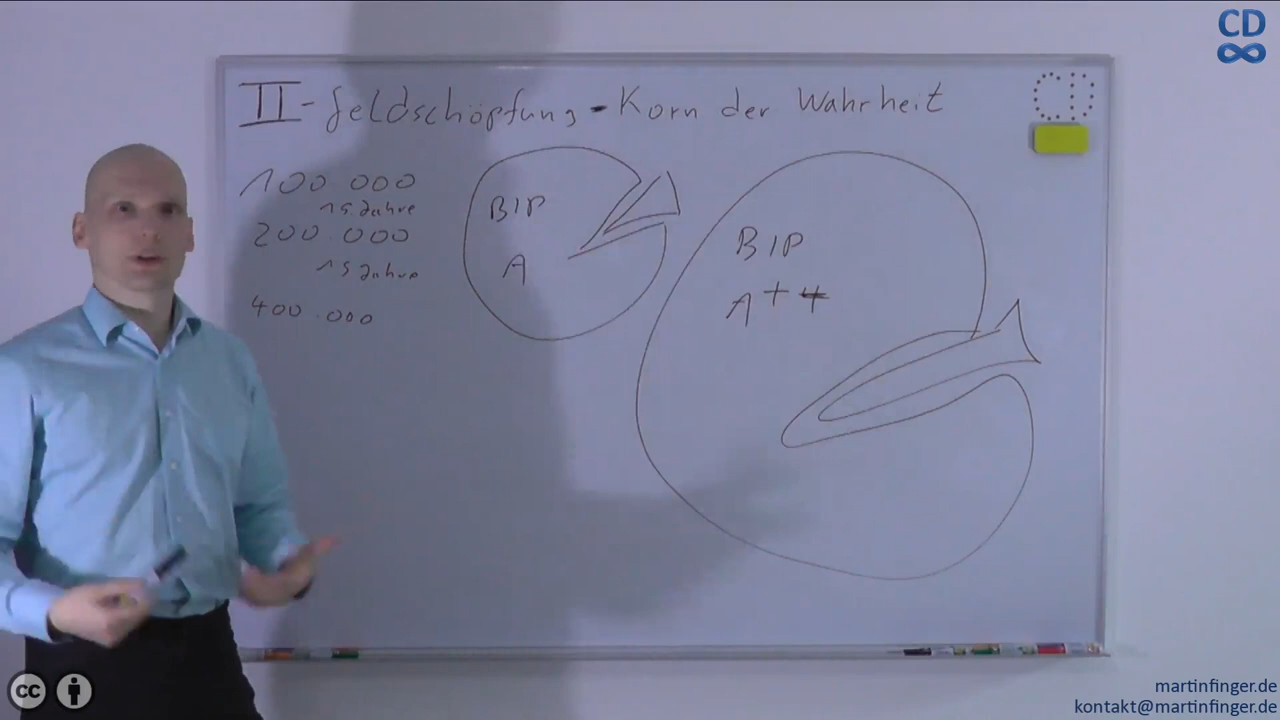 CD
II - Geldschöpfung - Korn der Wahrheit
100 000
15 Jahre
200.000
15 Jahre
400.000
BIP
A
BIP
A++
cc
martinfinger.de
kontakt@martinfinger.de